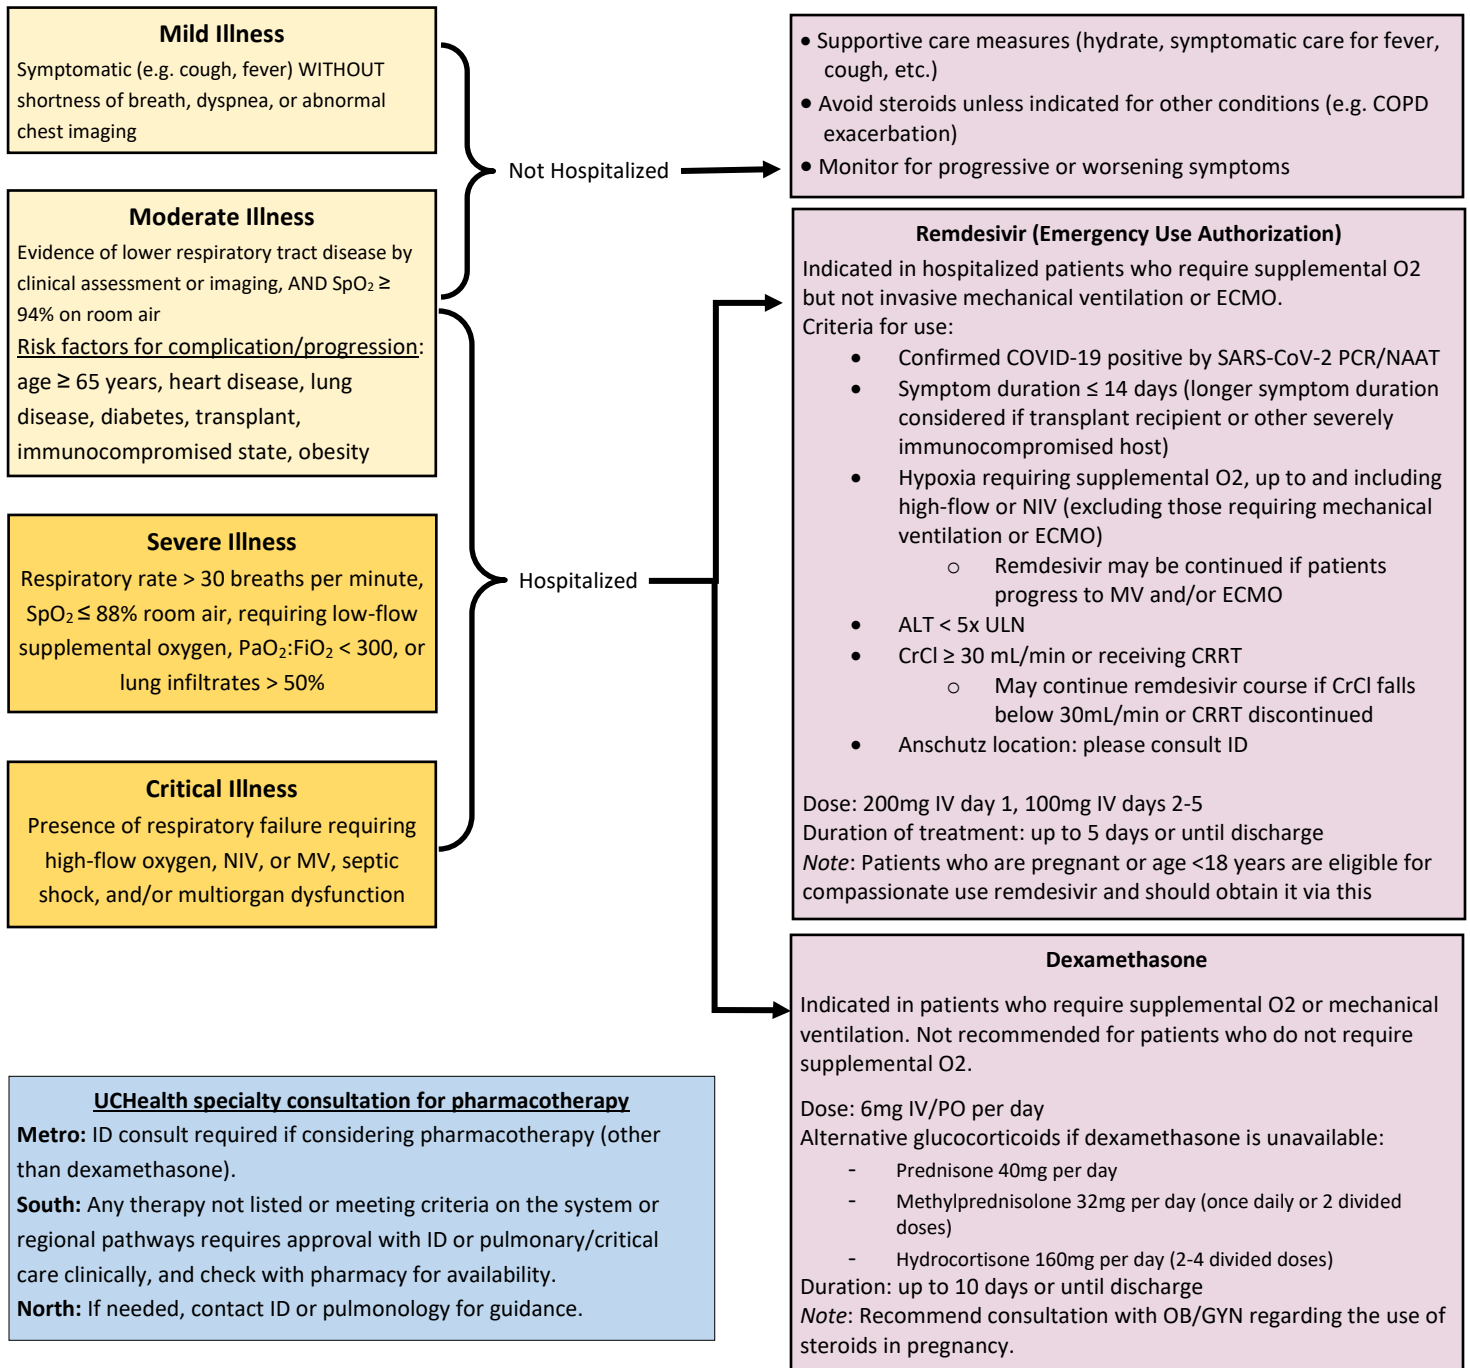 Mild Illness
Symptomatic (e.g. cough, fever) WITHOUT
shortness of breath, dyspnea, or abnormal
chest imaging
Moderate Illness
Evidence of lower respiratory tract disease by
clinical assessment or imaging, AND SpO₂ ≥
94% on room air
Risk factors for complication/progression:
age ≥ 65 years, heart disease, lung
disease, diabetes, transplant,
immunocompromised state, obesity
Severe Illness
Respiratory rate > 30 breaths per minute,
SpO₂ ≤ 88% room air, requiring low-flow
supplemental oxygen, PaO₂:FiO₂ < 300, or
lung infiltrates > 50%
Critical Illness
Presence of respiratory failure requiring
high-flow oxygen, NIV, or MV, septic
shock, and/or multiorgan dysfunction
Not Hospitalized
Hospitalized
• Supportive care measures (hydrate, symptomatic care for fever,
cough, etc.)
• Avoid steroids unless indicated for other conditions (e.g. COPD
exacerbation)
• Monitor for progressive or worsening symptoms
Remdesivir (Emergency Use Authorization)
Indicated in hospitalized patients who require supplemental O2
but not invasive mechanical ventilation or ECMO.
Criteria for use:
• Confirmed COVID-19 positive by SARS-CoV-2 PCR/NAAT
• Symptom duration ≤ 14 days (longer symptom duration
considered if transplant recipient or other severely
immunocompromised host)
• Hypoxia requiring supplemental O2, up to and including
high-flow or NIV (excluding those requiring mechanical
ventilation or ECMO)
o Remdesivir may be continued if patients
progress to MV and/or ECMO
• ALT < 5x ULN
• CrCl ≥ 30 mL/min or receiving CRRT
o May continue remdesivir course if CrCl falls
below 30mL/min or CRRT discontinued
• Anschutz location: please consult ID
Dose: 200mg IV day 1, 100mg IV days 2-5
Duration of treatment: up to 5 days or until discharge
Note: Patients who are pregnant or age <18 years are eligible for
compassionate use remdesivir and should obtain it via this
Dexamethasone
Indicated in patients who require supplemental O2 or mechanical
ventilation. Not recommended for patients who do not require
supplemental O2.
Dose: 6mg IV/PO per day
Alternative glucocorticoids if dexamethasone is unavailable:
- Prednisone 40mg per day
- Methylprednisolone 32mg per day (once daily or 2 divided
doses)
- Hydrocortisone 160mg per day (2-4 divided doses)
Duration: up to 10 days or until discharge
Note: Recommend consultation with OB/GYN regarding the use of
steroids in pregnancy.
UCHealth specialty consultation for pharmacotherapy
Metro: ID consult required if considering pharmacotherapy (other
than dexamethasone).
South: Any therapy not listed or meeting criteria on the system or
regional pathways requires approval with ID or pulmonary/critical
care clinically, and check with pharmacy for availability.
North: If needed, contact ID or pulmonology for guidance.